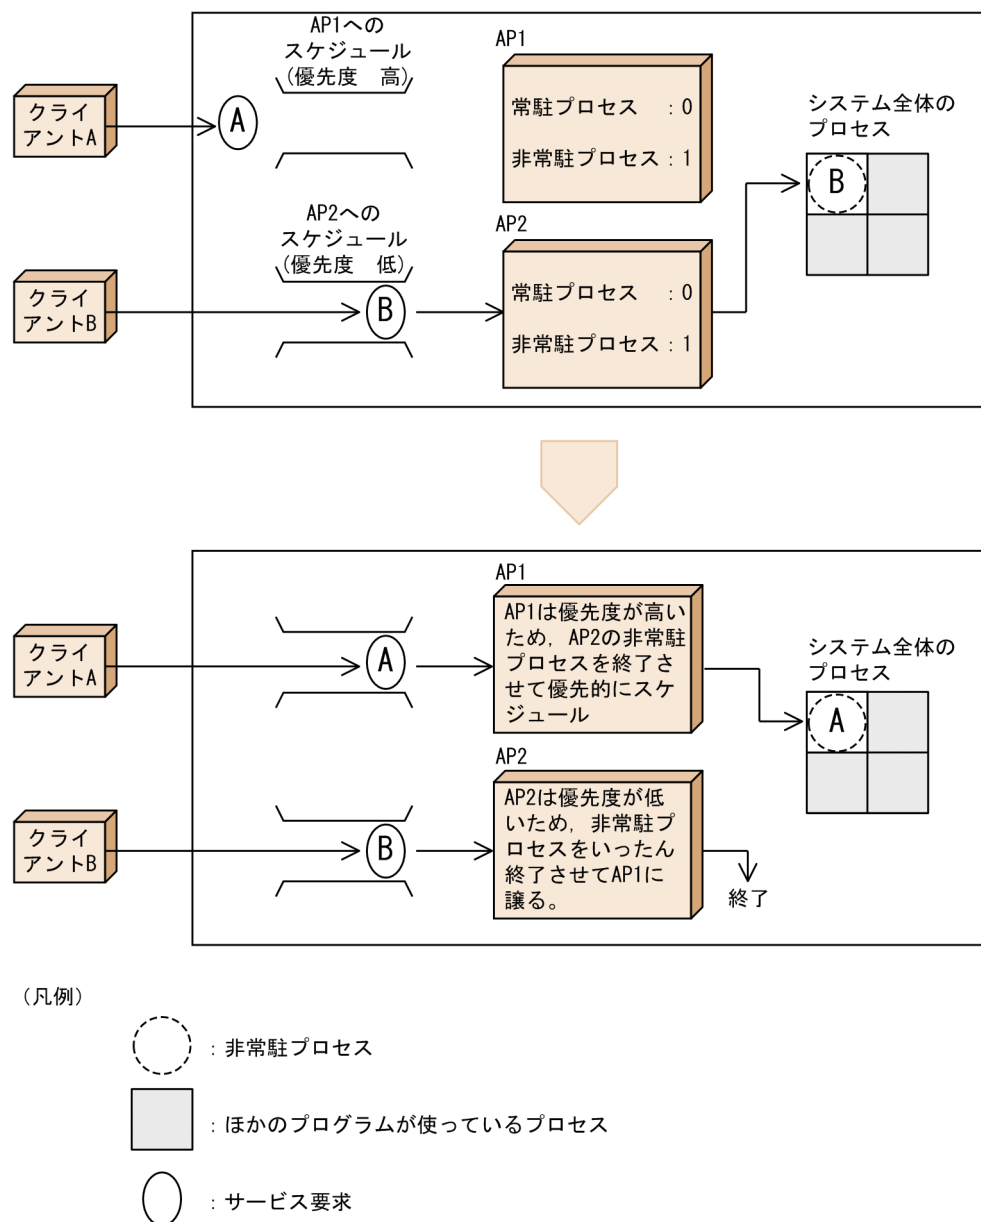 AP1への
スケジュール
(優先度　高)
AP1
クライ
アントA
A
常駐プロセス　：0
非常駐プロセス：1
システム全体の
プロセス
B
AP2への
スケジュール
(優先度　低)
AP2
クライ
アントB
B
常駐プロセス　：0
非常駐プロセス：1
AP1
クライ
アントA
A
AP1は優先度が高い
ため，AP2の非常駐
プロセスを終了さ
せて優先的にスケ
ジュール
システム全体の
プロセス
A
AP2
クライ
アントB
B
AP2は優先度が低
いため，非常駐プ
ロセスをいったん
終了させてAP1に
譲る。
終了
（凡例）
：非常駐プロセス
：ほかのプログラムが使っているプロセス
：サービス要求